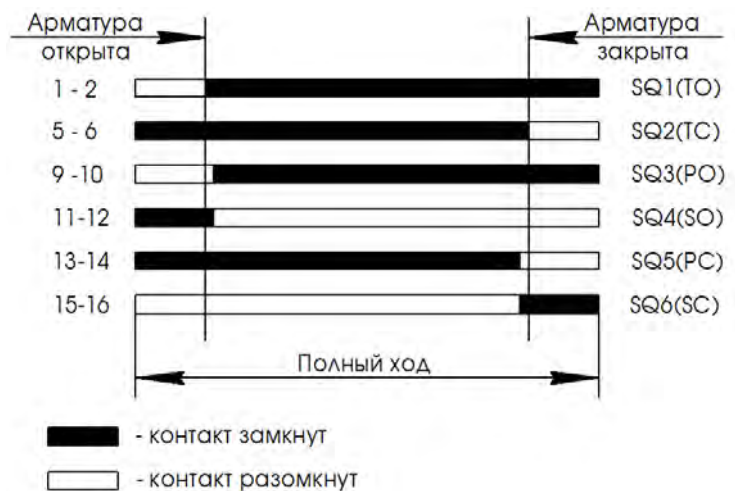 Арматура
открыта
Арматура
закрыта
1 - 2 SQ1(TO)
5 - 6 SQ2(TC)
9 -10 SQ3(PO)
11-12 SQ4(SO)
13-14 SQ5(PC)
15-16 SQ6(SC)
Полный ход
- контакт замкнут
- контакт разомкнут